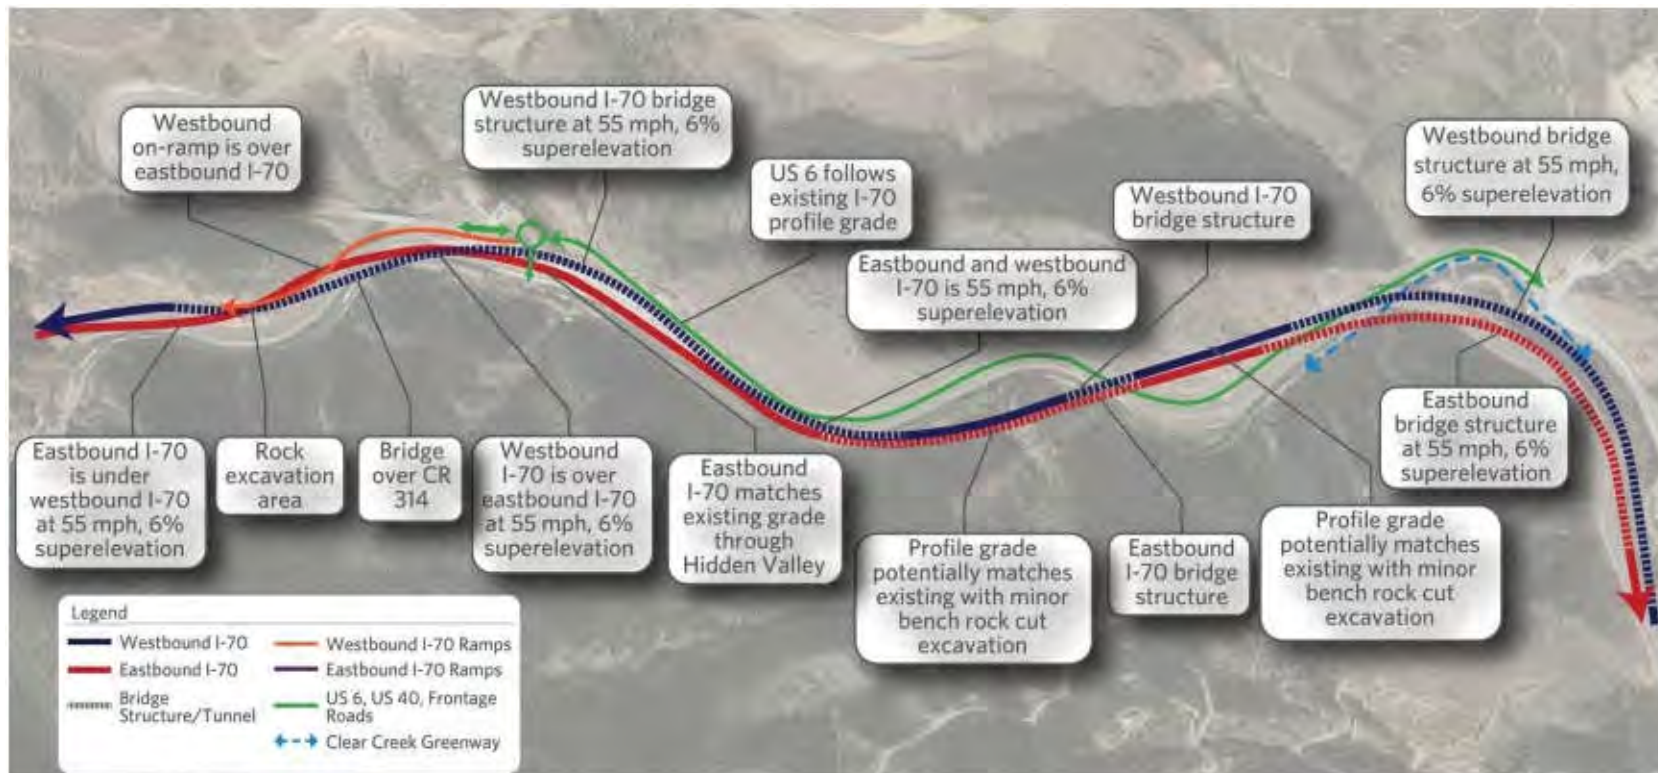 Westbound
on-ramp is over
eastbound I-70
Westbound I-70 bridge
structure at 55 mph, 6%
superelevation
US 6 follows
existing I-70
profile grade
Eastbound and westbound
I-70 is 55 mph, 6%
superelevation
Westbound I-70
bridge structure
Westbound bridge
structure at 55 mph,
6% superelevation
Eastbound I-70
is under
westbound I-70
at 55 mph, 6%
superelevation
Rock
excavation
area
Bridge
over CR
314
Westbound
I-70 is over
eastbound I-70
at 55 mph, 6%
superelevation
Eastbound
I-70 matches
existing grade
through
Hidden Valley
Profile grade
potentially matches
existing with minor
bench rock cut
excavation
Eastbound
I-70 bridge
structure
Profile grade
potentially matches
existing with minor
bench rock cut
excavation
Eastbound
bridge structure
at 55 mph, 6%
superelevation
Legend
Westbound I-70
Eastbound I-70
Bridge
Structure/Tunnel
Westbound I-70 Ramps
Eastbound I-70 Ramps
US 6, US 40, Frontage
Roads
Clear Creek Greenway